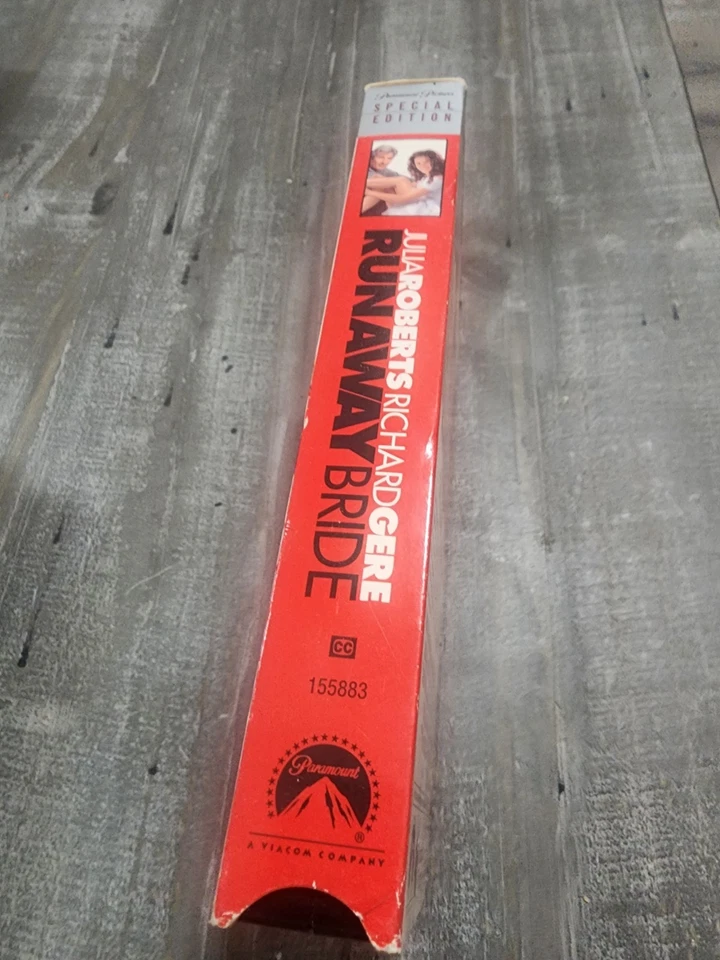 Paramount Pictures
SPECIAL
EDITION
JULIA ROBERTS RICHARD GERE
RUNAWAY BRIDE
CC
155883
Paramount
®
A VIACOM COMPANY